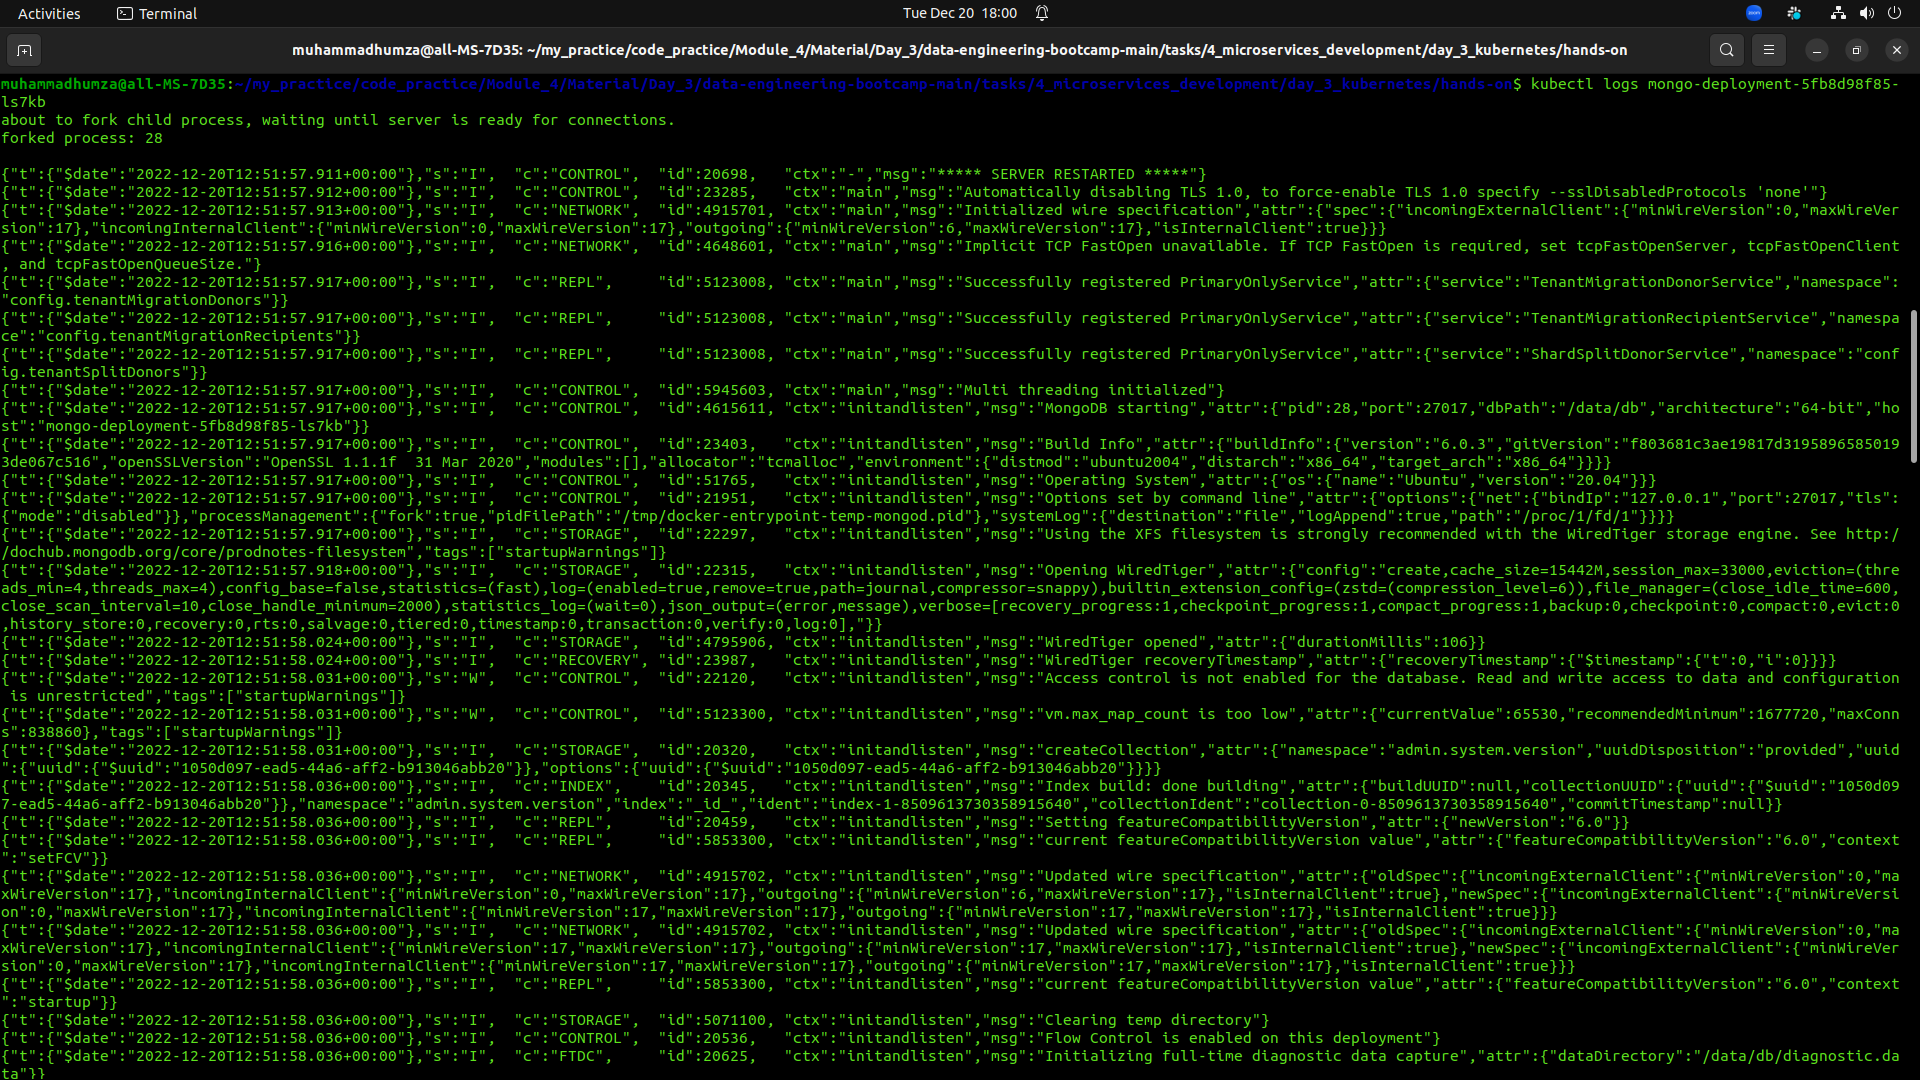 Activities
Terminal
Tue Dec 20 18:00
zoom
muhammadhumza@all-MS-7D35: ~/my_practice/code_practice/Module_4/Material/Day_3/data-engineering-bootcamp-main/tasks/4_microservices_development/day_3_kubernetes/hands-on
muhammadhumza@all-MS-7D35:~/my_practice/code_practice/Module_4/Material/Day_3/data-engineering-bootcamp-main/tasks/4_microservices_development/day_3_kubernetes/hands-on$ kubectl logs mongo-deployment-5fb8d98f85-
ls7kb
about to fork child process, waiting until server is ready for connections.
forked process: 28
{"t":{"$date":"2022-12-20T12:51:57.911+00:00"},"s":"I",  "c":"CONTROL",  "id":20698,   "ctx":"-","msg":"***** SERVER RESTARTED *****"}
{"t":{"$date":"2022-12-20T12:51:57.912+00:00"},"s":"I",  "c":"CONTROL",  "id":23285,   "ctx":"main","msg":"Automatically disabling TLS 1.0, to force-enable TLS 1.0 specify --sslDisabledProtocols 'none'"}
{"t":{"$date":"2022-12-20T12:51:57.913+00:00"},"s":"I",  "c":"NETWORK",  "id":4915701, "ctx":"main","msg":"Initialized wire specification","attr":{"spec":{"incomingExternalClient":{"minWireVersion":0,"maxWireVer
sion":17},"incomingInternalClient":{"minWireVersion":0,"maxWireVersion":17},"outgoing":{"minWireVersion":6,"maxWireVersion":17},"isInternalClient":true}}}
{"t":{"$date":"2022-12-20T12:51:57.916+00:00"},"s":"I",  "c":"NETWORK",  "id":4648601, "ctx":"main","msg":"Implicit TCP FastOpen unavailable. If TCP FastOpen is required, set tcpFastOpenServer, tcpFastOpenClient
, and tcpFastOpenQueueSize."}
{"t":{"$date":"2022-12-20T12:51:57.917+00:00"},"s":"I",  "c":"REPL",     "id":5123008, "ctx":"main","msg":"Successfully registered PrimaryOnlyService","attr":{"service":"TenantMigrationDonorService","namespace":
"config.tenantMigrationDonors"}}
{"t":{"$date":"2022-12-20T12:51:57.917+00:00"},"s":"I",  "c":"REPL",     "id":5123008, "ctx":"main","msg":"Successfully registered PrimaryOnlyService","attr":{"service":"TenantMigrationRecipientService","namespa
ce":"config.tenantMigrationRecipients"}}
{"t":{"$date":"2022-12-20T12:51:57.917+00:00"},"s":"I",  "c":"REPL",     "id":5123008, "ctx":"main","msg":"Successfully registered PrimaryOnlyService","attr":{"service":"ShardSplitDonorService","namespace":"conf
ig.tenantSplitDonors"}}
{"t":{"$date":"2022-12-20T12:51:57.917+00:00"},"s":"I",  "c":"CONTROL",  "id":5945603, "ctx":"main","msg":"Multi threading initialized"}
{"t":{"$date":"2022-12-20T12:51:57.917+00:00"},"s":"I",  "c":"CONTROL",  "id":4615611, "ctx":"initandlisten","msg":"MongoDB starting","attr":{"pid":28,"port":27017,"dbPath":"/data/db","architecture":"64-bit","ho
st":"mongo-deployment-5fb8d98f85-ls7kb"}}
{"t":{"$date":"2022-12-20T12:51:57.917+00:00"},"s":"I",  "c":"CONTROL",  "id":23403,   "ctx":"initandlisten","msg":"Build Info","attr":{"buildInfo":{"version":"6.0.3","gitVersion":"f803681c3ae19817d3195896585019
3de067c516","openSSLVersion":"OpenSSL 1.1.1f  31 Mar 2020","modules":[],"allocator":"tcmalloc","environment":{"distmod":"ubuntu2004","distarch":"x86_64","target_arch":"x86_64"}}}}
{"t":{"$date":"2022-12-20T12:51:57.917+00:00"},"s":"I",  "c":"CONTROL",  "id":51765,   "ctx":"initandlisten","msg":"Operating System","attr":{"os":{"name":"Ubuntu","version":"20.04"}}}
{"t":{"$date":"2022-12-20T12:51:57.917+00:00"},"s":"I",  "c":"CONTROL",  "id":21951,   "ctx":"initandlisten","msg":"Options set by command line","attr":{"options":{"net":{"bindIp":"127.0.0.1","port":27017,"tls":
{"mode":"disabled"}},"processManagement":{"fork":true,"pidFilePath":"/tmp/docker-entrypoint-temp-mongod.pid"},"systemLog":{"destination":"file","logAppend":true,"path":"/proc/1/fd/1"}}}}
{"t":{"$date":"2022-12-20T12:51:57.917+00:00"},"s":"I",  "c":"STORAGE",  "id":22297,   "ctx":"initandlisten","msg":"Using the XFS filesystem is strongly recommended with the WiredTiger storage engine. See http:/
/dochub.mongodb.org/core/prodnotes-filesystem","tags":["startupWarnings"]}
{"t":{"$date":"2022-12-20T12:51:57.918+00:00"},"s":"I",  "c":"STORAGE",  "id":22315,   "ctx":"initandlisten","msg":"Opening WiredTiger","attr":{"config":"create,cache_size=15442M,session_max=33000,eviction=(thre
ads_min=4,threads_max=4),config_base=false,statistics=(fast),log=(enabled=true,remove=true,path=journal,compressor=snappy),builtin_extension_config=(zstd=(compression_level=6)),file_manager=(close_idle_time=600,
close_scan_interval=10,close_handle_minimum=2000),statistics_log=(wait=0),json_output=(error,message),verbose=[recovery_progress:1,checkpoint_progress:1,compact_progress:1,backup:0,checkpoint:0,compact:0,evict:0
,history_store:0,recovery:0,rts:0,salvage:0,tiered:0,timestamp:0,transaction:0,verify:0,log:0],"}}
{"t":{"$date":"2022-12-20T12:51:58.024+00:00"},"s":"I",  "c":"STORAGE",  "id":4795906, "ctx":"initandlisten","msg":"WiredTiger opened","attr":{"durationMillis":106}}
{"t":{"$date":"2022-12-20T12:51:58.024+00:00"},"s":"I",  "c":"RECOVERY", "id":23987,   "ctx":"initandlisten","msg":"WiredTiger recoveryTimestamp","attr":{"recoveryTimestamp":{"$timestamp":{"t":0,"i":0}}}}
{"t":{"$date":"2022-12-20T12:51:58.031+00:00"},"s":"W",  "c":"CONTROL",  "id":22120,   "ctx":"initandlisten","msg":"Access control is not enabled for the database. Read and write access to data and configuration
 is unrestricted","tags":["startupWarnings"]}
{"t":{"$date":"2022-12-20T12:51:58.031+00:00"},"s":"W",  "c":"CONTROL",  "id":5123300, "ctx":"initandlisten","msg":"vm.max_map_count is too low","attr":{"currentValue":65530,"recommendedMinimum":1677720,"maxConn
s":838860},"tags":["startupWarnings"]}
{"t":{"$date":"2022-12-20T12:51:58.031+00:00"},"s":"I",  "c":"STORAGE",  "id":20320,   "ctx":"initandlisten","msg":"createCollection","attr":{"namespace":"admin.system.version","uuidDisposition":"provided","uuid
":{"uuid":{"$uuid":"1050d097-ead5-44a6-aff2-b913046abb20"}},"options":{"uuid":{"$uuid":"1050d097-ead5-44a6-aff2-b913046abb20"}}}}
{"t":{"$date":"2022-12-20T12:51:58.036+00:00"},"s":"I",  "c":"INDEX",    "id":20345,   "ctx":"initandlisten","msg":"Index build: done building","attr":{"buildUUID":null,"collectionUUID":{"uuid":{"$uuid":"1050d09
7-ead5-44a6-aff2-b913046abb20"}},"namespace":"admin.system.version","index":"_id_","ident":"index-1-8509613730358915640","collectionIdent":"collection-0-8509613730358915640","commitTimestamp":null}}
{"t":{"$date":"2022-12-20T12:51:58.036+00:00"},"s":"I",  "c":"REPL",     "id":20459,   "ctx":"initandlisten","msg":"Setting featureCompatibilityVersion","attr":{"newVersion":"6.0"}}
{"t":{"$date":"2022-12-20T12:51:58.036+00:00"},"s":"I",  "c":"REPL",     "id":5853300, "ctx":"initandlisten","msg":"current featureCompatibilityVersion value","attr":{"featureCompatibilityVersion":"6.0","context
":"setFCV"}}
{"t":{"$date":"2022-12-20T12:51:58.036+00:00"},"s":"I",  "c":"NETWORK",  "id":4915702, "ctx":"initandlisten","msg":"Updated wire specification","attr":{"oldSpec":{"incomingExternalClient":{"minWireVersion":0,"ma
xWireVersion":17},"incomingInternalClient":{"minWireVersion":0,"maxWireVersion":17},"outgoing":{"minWireVersion":6,"maxWireVersion":17},"isInternalClient":true},"newSpec":{"incomingExternalClient":{"minWireVersi
on":0,"maxWireVersion":17},"incomingInternalClient":{"minWireVersion":17,"maxWireVersion":17},"outgoing":{"minWireVersion":17,"maxWireVersion":17},"isInternalClient":true}}}
{"t":{"$date":"2022-12-20T12:51:58.036+00:00"},"s":"I",  "c":"NETWORK",  "id":4915702, "ctx":"initandlisten","msg":"Updated wire specification","attr":{"oldSpec":{"incomingExternalClient":{"minWireVersion":0,"ma
xWireVersion":17},"incomingInternalClient":{"minWireVersion":17,"maxWireVersion":17},"outgoing":{"minWireVersion":17,"maxWireVersion":17},"isInternalClient":true},"newSpec":{"incomingExternalClient":{"minWireVer
sion":0,"maxWireVersion":17},"incomingInternalClient":{"minWireVersion":17,"maxWireVersion":17},"outgoing":{"minWireVersion":17,"maxWireVersion":17},"isInternalClient":true}}}
{"t":{"$date":"2022-12-20T12:51:58.036+00:00"},"s":"I",  "c":"REPL",     "id":5853300, "ctx":"initandlisten","msg":"current featureCompatibilityVersion value","attr":{"featureCompatibilityVersion":"6.0","context
":"startup"}}
{"t":{"$date":"2022-12-20T12:51:58.036+00:00"},"s":"I",  "c":"STORAGE",  "id":5071100, "ctx":"initandlisten","msg":"Clearing temp directory"}
{"t":{"$date":"2022-12-20T12:51:58.036+00:00"},"s":"I",  "c":"CONTROL",  "id":20536,   "ctx":"initandlisten","msg":"Flow Control is enabled on this deployment"}
{"t":{"$date":"2022-12-20T12:51:58.036+00:00"},"s":"I",  "c":"FTDC",     "id":20625,   "ctx":"initandlisten","msg":"Initializing full-time diagnostic data capture","attr":{"dataDirectory":"/data/db/diagnostic.da
ta"}}